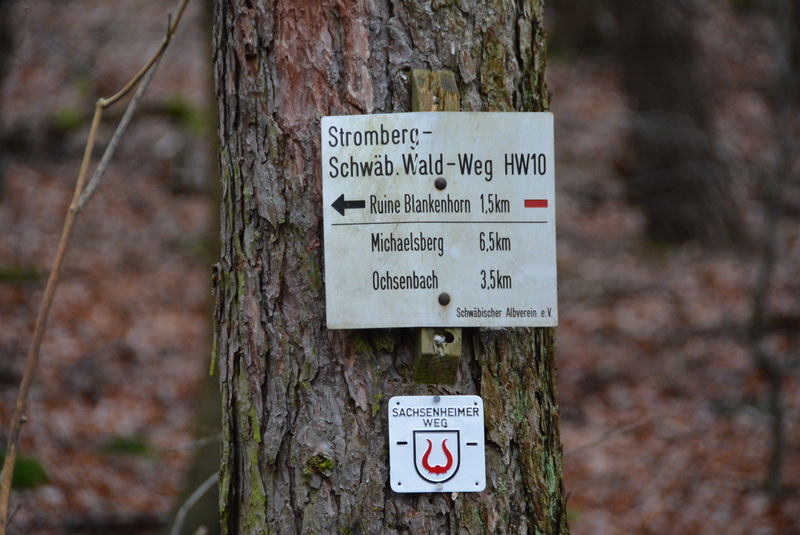 Stromberg-
Schwäb. Wald-Weg HW10
Ruine Blankenhorn 1,5km
Michaelsberg 6,5km
Ochsenbach 3,5km
Schwäbischer Albverein e.V.
SACHSENHEIMER
WEG